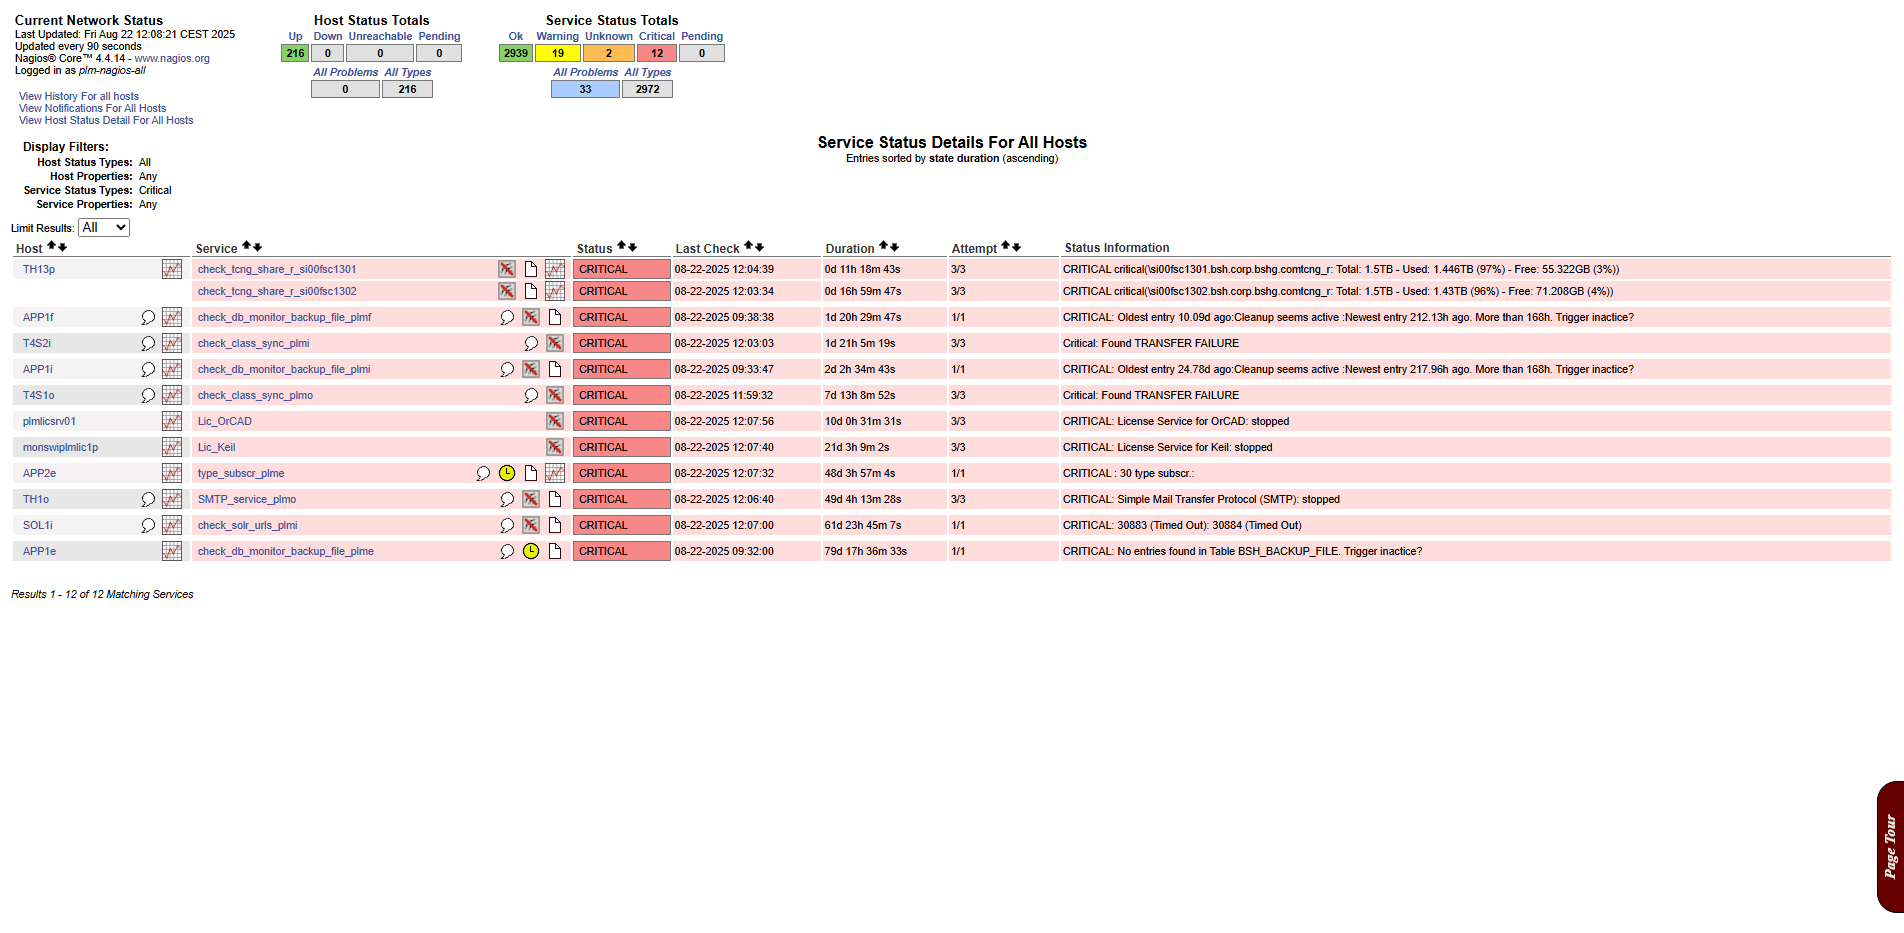 Current Network Status
Last Updated: Fri Aug 22 12:08:21 CEST 2025
Updated every 90 seconds
Nagios® Core™ 4.4.14 - www.nagios.org
Logged in as plm-nagios-all
View History For all hosts
View Notifications For All Hosts
View Host Status Detail For All Hosts
Host Status Totals
Up Down Unreachable Pending
216 0 0 0
All Problems All Types
0 216
Service Status Totals
Ok Warning Unknown Critical Pending
2939 19 2 12 0
All Problems All Types
33 2972
Display Filters:
Host Status Types: All
Host Properties: Any
Service Status Types: Critical
Service Properties: Any
Service Status Details For All Hosts
Entries sorted by state duration (ascending)
Limit Results: All
Host Service Status Last Check Duration Attempt Status Information
TH13p check_tcng_share_r_si00fsc1301 CRITICAL 08-22-2025 12:04:39 0d 11h 18m 43s 3/3 CRITICAL critical(\si00fsc1301.bsh.corp.bshg.comtcng_r: Total: 1.5TB - Used: 1.446TB (97%) - Free: 55.322GB (3%))
check_tcng_share_r_si00fsc1302 CRITICAL 08-22-2025 12:03:34 0d 16h 59m 47s 3/3 CRITICAL critical(\si00fsc1302.bsh.corp.bshg.comtcng_r: Total: 1.5TB - Used: 1.43TB (96%) - Free: 71.208GB (4%))
APP1f check_db_monitor_backup_file_plmf CRITICAL 08-22-2025 09:38:38 1d 20h 29m 47s 1/1 CRITICAL: Oldest entry 10.09d ago:Cleanup seems active :Newest entry 212.13h ago. More than 168h. Trigger inactice?
T4S2i check_class_sync_plmi CRITICAL 08-22-2025 12:03:03 1d 21h 5m 19s 3/3 Critical: Found TRANSFER FAILURE
APP1i check_db_monitor_backup_file_plmi CRITICAL 08-22-2025 09:33:47 2d 2h 34m 43s 1/1 CRITICAL: Oldest entry 24.78d ago:Cleanup seems active :Newest entry 217.96h ago. More than 168h. Trigger inactice?
T4S1o check_class_sync_plmo CRITICAL 08-22-2025 11:59:32 7d 13h 8m 52s 3/3 Critical: Found TRANSFER FAILURE
plmlicsrv01 Lic_OrCAD CRITICAL 08-22-2025 12:07:56 10d 0h 31m 31s 3/3 CRITICAL: License Service for OrCAD: stopped
monswiplmlic1p Lic_Keil CRITICAL 08-22-2025 12:07:40 21d 3h 9m 2s 3/3 CRITICAL: License Service for Keil: stopped
APP2e type_subscr_plme CRITICAL 08-22-2025 12:07:32 48d 3h 57m 4s 1/1 CRITICAL : 30 type subscr.:
TH1o SMTP_service_plmo CRITICAL 08-22-2025 12:06:40 49d 4h 13m 28s 3/3 CRITICAL: Simple Mail Transfer Protocol (SMTP): stopped
SOL1i check_solr_urls_plmi CRITICAL 08-22-2025 12:07:00 61d 23h 45m 7s 1/1 CRITICAL: 30883 (Timed Out): 30884 (Timed Out)
APP1e check_db_monitor_backup_file_plme CRITICAL 08-22-2025 09:32:00 79d 17h 36m 33s 1/1 CRITICAL: No entries found in Table BSH_BACKUP_FILE. Trigger inactice?
Results 1 - 12 of 12 Matching Services
Page Tour